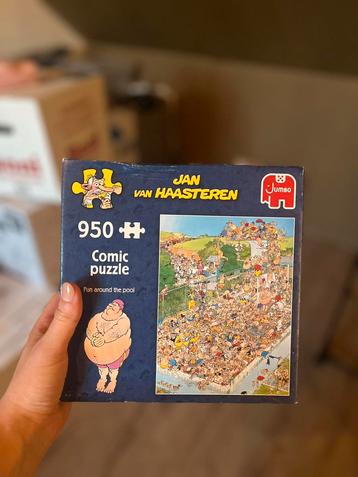 JAN
VAN HAASTEREN
Jumbo
950
Comic
puzzle
Fun around the pool